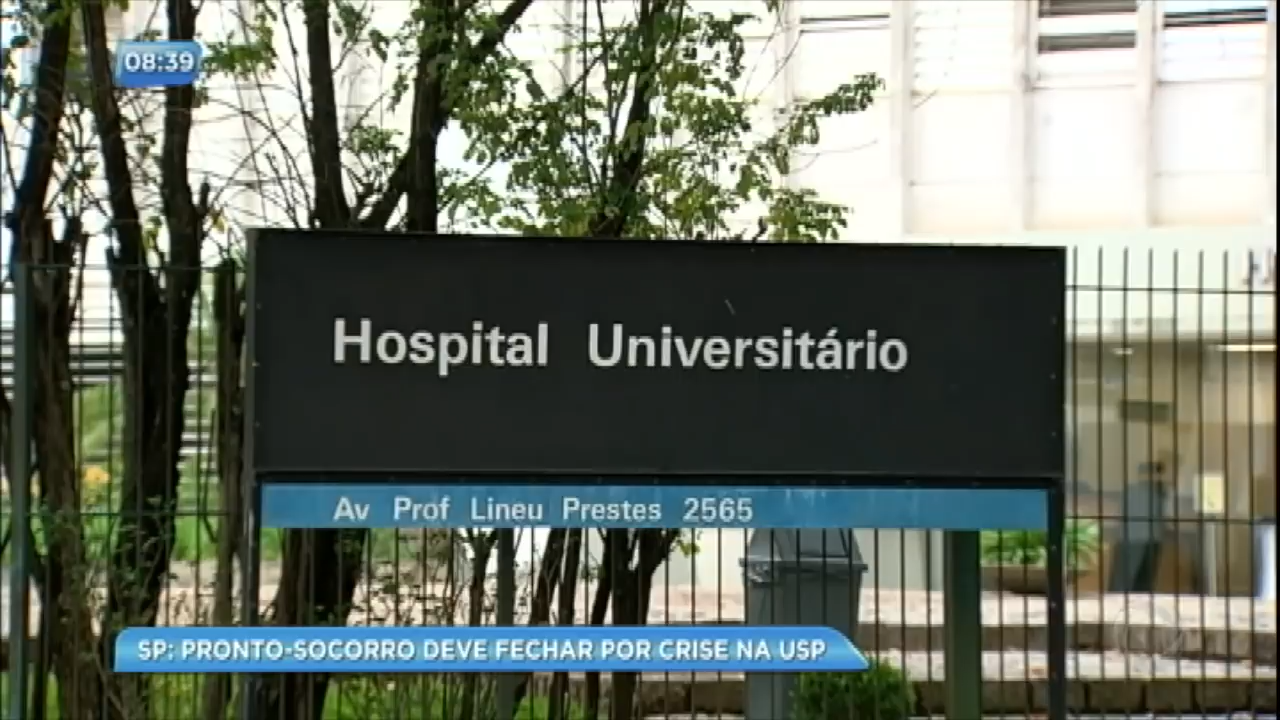 08:39
Hospital Universitário
Av Prof Lineu Prestes 2565
SP: PRONTO-SOCORRO DEVE FECHAR POR CRISE NA USP